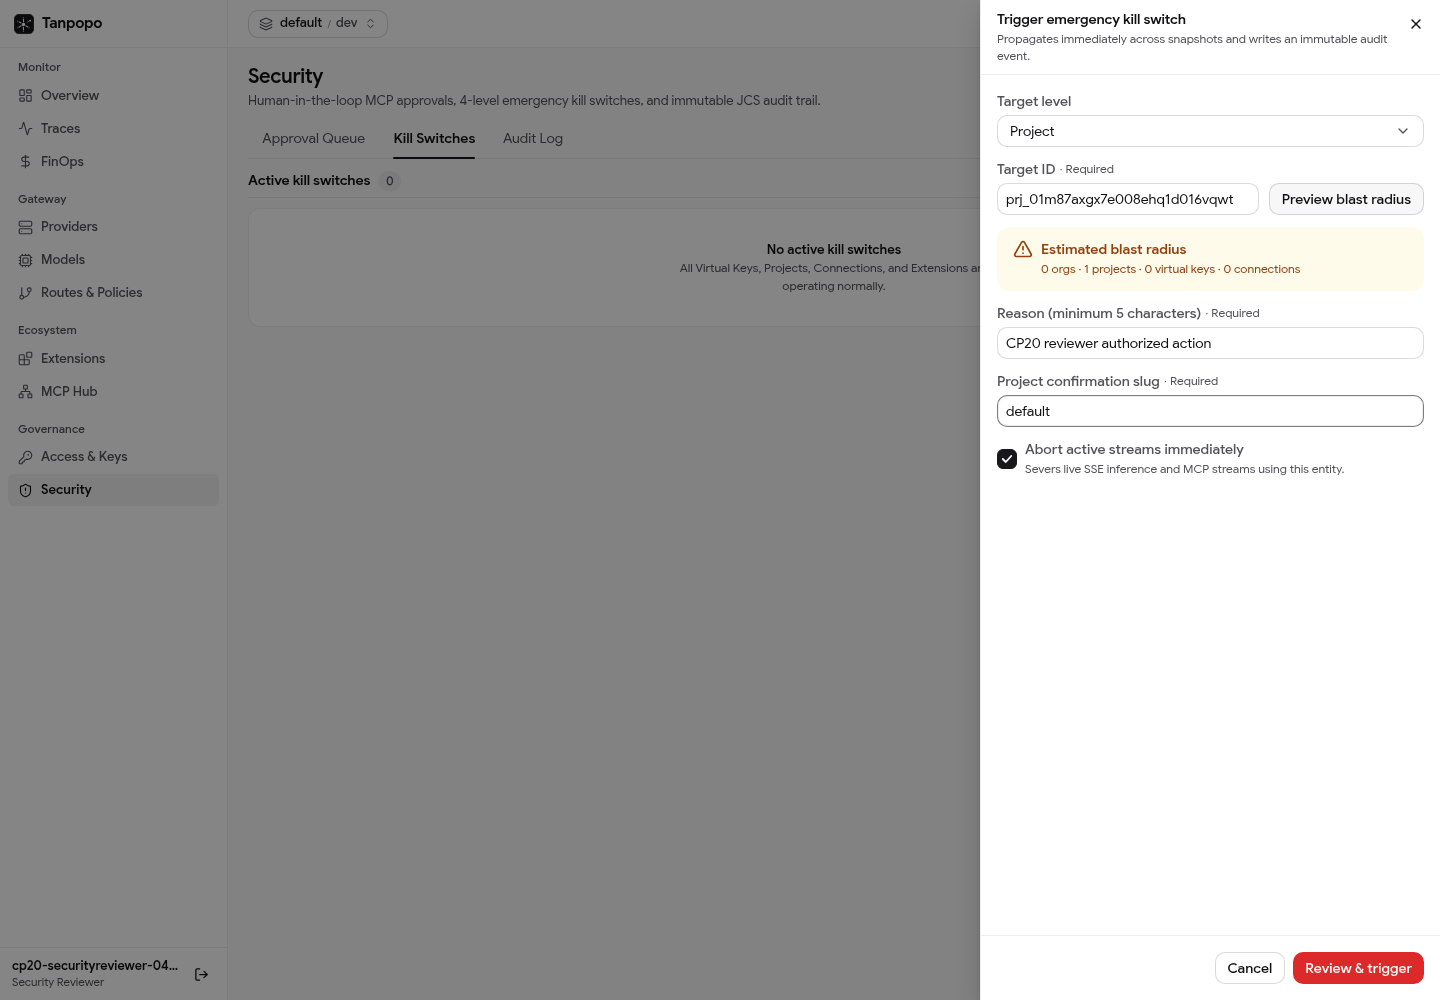 Tanpopo
Monitor
Overview
Traces
FinOps
Gateway
Providers
Models
Routes & Policies
Ecosystem
Extensions
MCP Hub
Governance
Access & Keys
Security
cp20-securityreviewer-04...
Security Reviewer
default / dev
Security
Human-in-the-loop MCP approvals, 4-level emergency kill switches, and immutable JCS audit trail.
Approval Queue Kill Switches Audit Log
Active kill switches 0
No active kill switches
All Virtual Keys, Projects, Connections, and Extensions
operating normally.
Trigger emergency kill switch
Propagates immediately across snapshots and writes an immutable audit
event.
Target level
Project
Target ID · Required
prj_01m87axgx7e008ehq1d016vqwt Preview blast radius
Estimated blast radius
0 orgs · 1 projects · 0 virtual keys · 0 connections
Reason (minimum 5 characters) · Required
CP20 reviewer authorized action
Project confirmation slug · Required
default
Abort active streams immediately
Severs live SSE inference and MCP streams using this entity.
Cancel Review & trigger